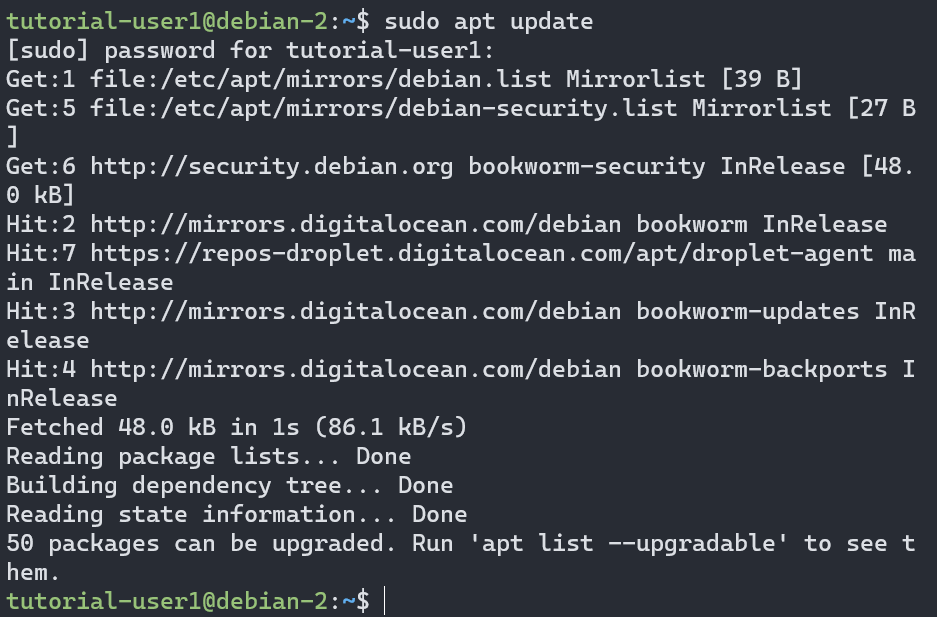 tutorial-user1@debian-2:~$ sudo apt update
[sudo] password for tutorial-user1:
Get:1 file:/etc/apt/mirrors/debian.list Mirrorlist [39 B]
Get:5 file:/etc/apt/mirrors/debian-security.list Mirrorlist [27 B
]
Get:6 http://security.debian.org bookworm-security InRelease [48.
0 kB]
Hit:2 http://mirrors.digitalocean.com/debian bookworm InRelease
Hit:7 https://repos-droplet.digitalocean.com/apt/droplet-agent ma
in InRelease
Hit:3 http://mirrors.digitalocean.com/debian bookworm-updates InR
elease
Hit:4 http://mirrors.digitalocean.com/debian bookworm-backports I
nRelease
Fetched 48.0 kB in 1s (86.1 kB/s)
Reading package lists... Done
Building dependency tree... Done
Reading state information... Done
50 packages can be upgraded. Run 'apt list --upgradable' to see t
hem.
tutorial-user1@debian-2:~$